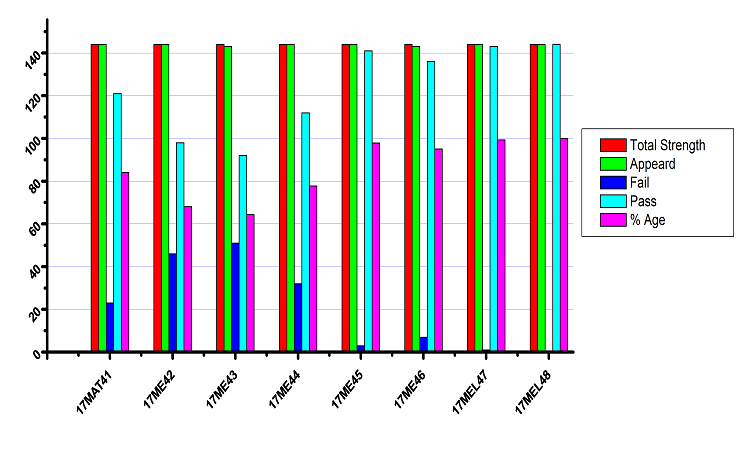 140
120
100
80
60
40
20
0
17MAT41
17ME42
17ME43
17ME44
17ME45
17ME46
17MEL47
17MEL48
Total Strength
Appeard
Fail
Pass
% Age